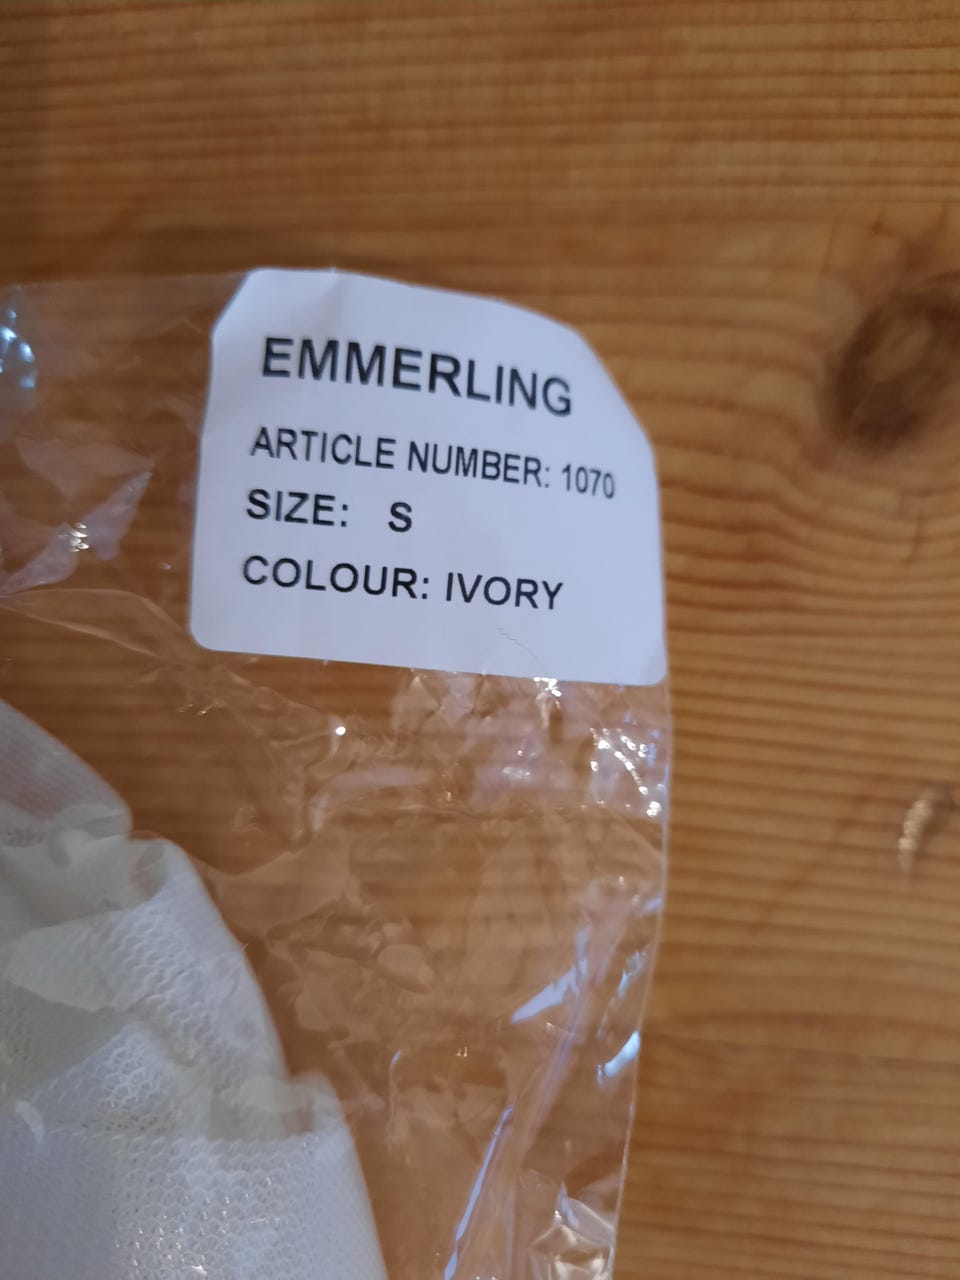 EMMERLING
ARTICLE NUMBER: 1070
SIZE: S
COLOUR: IVORY